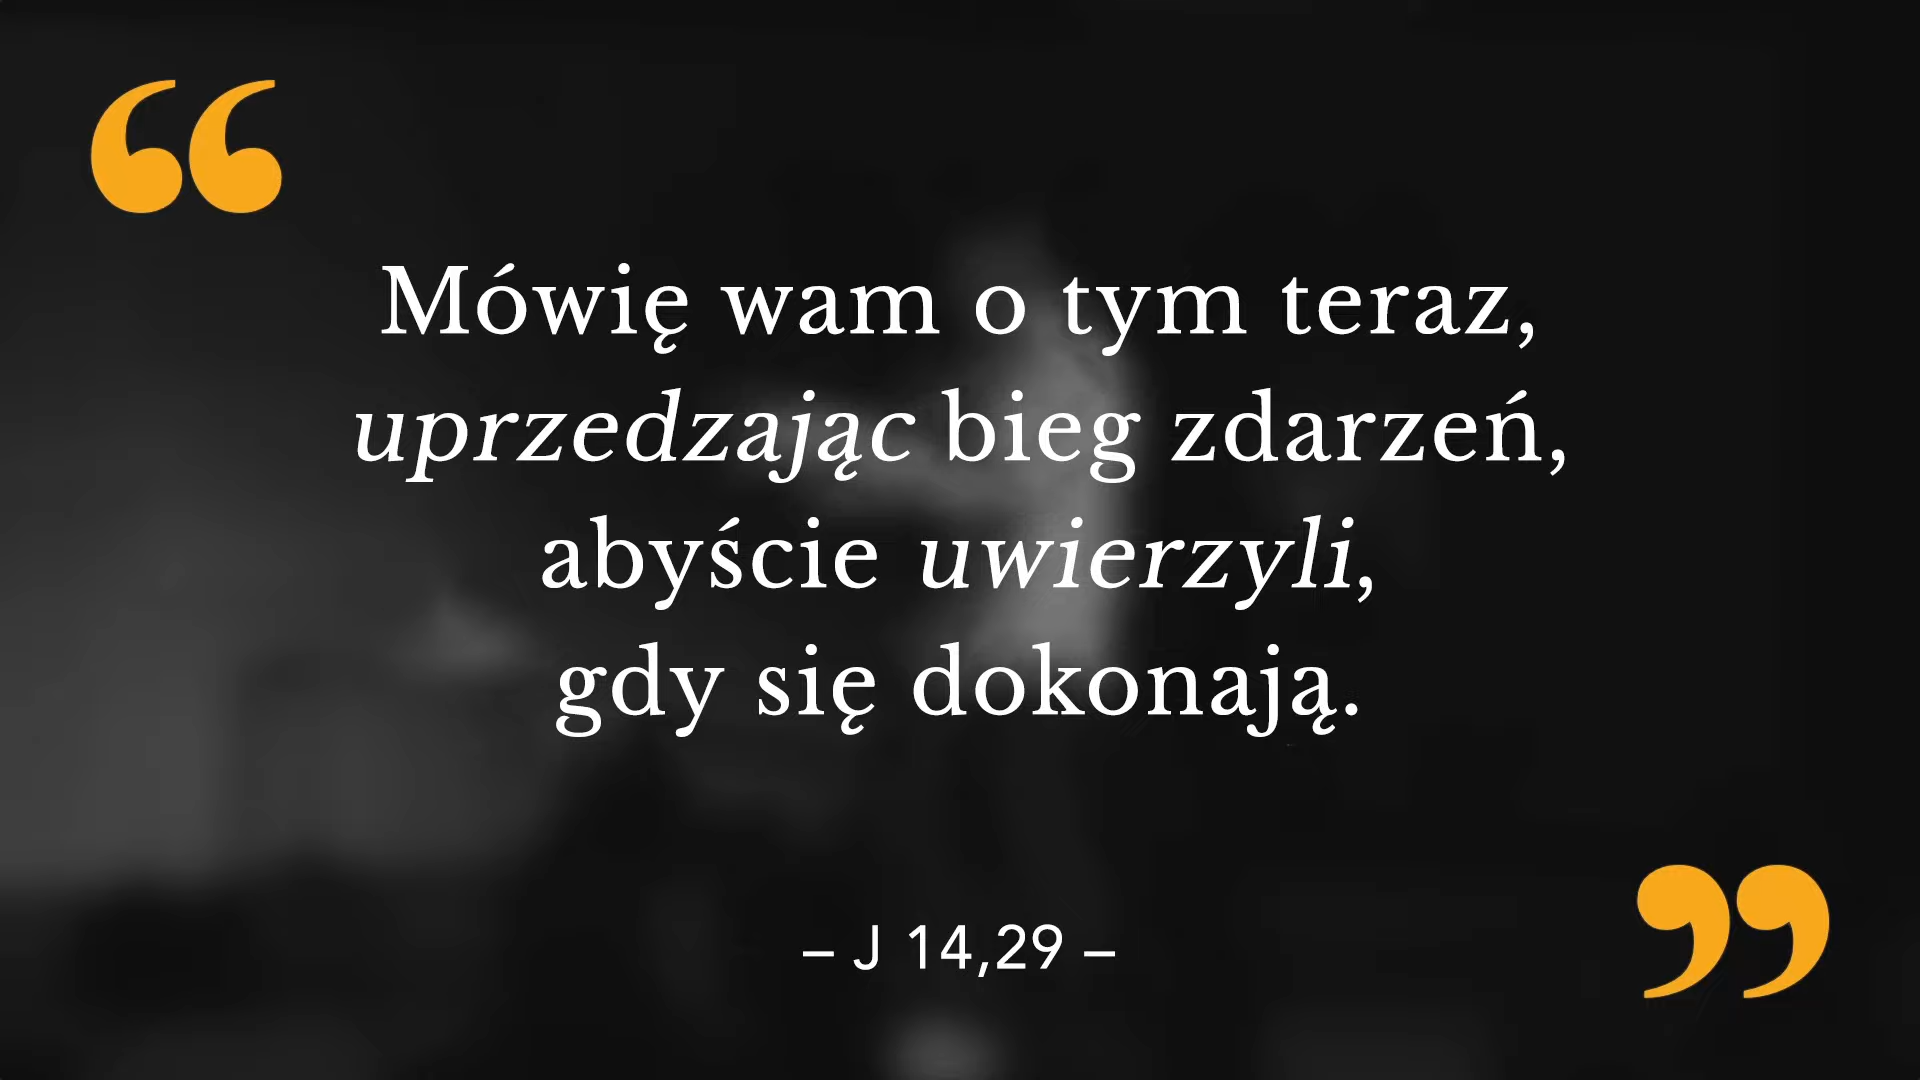 “
Mówię wam o tym teraz,
uprzedzając bieg zdarzeń,
abyście uwierzyli,
gdy się dokonają.
– J 14,29 –
”